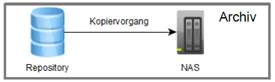 Archiv
Kopiervorgang
Repository
NAS